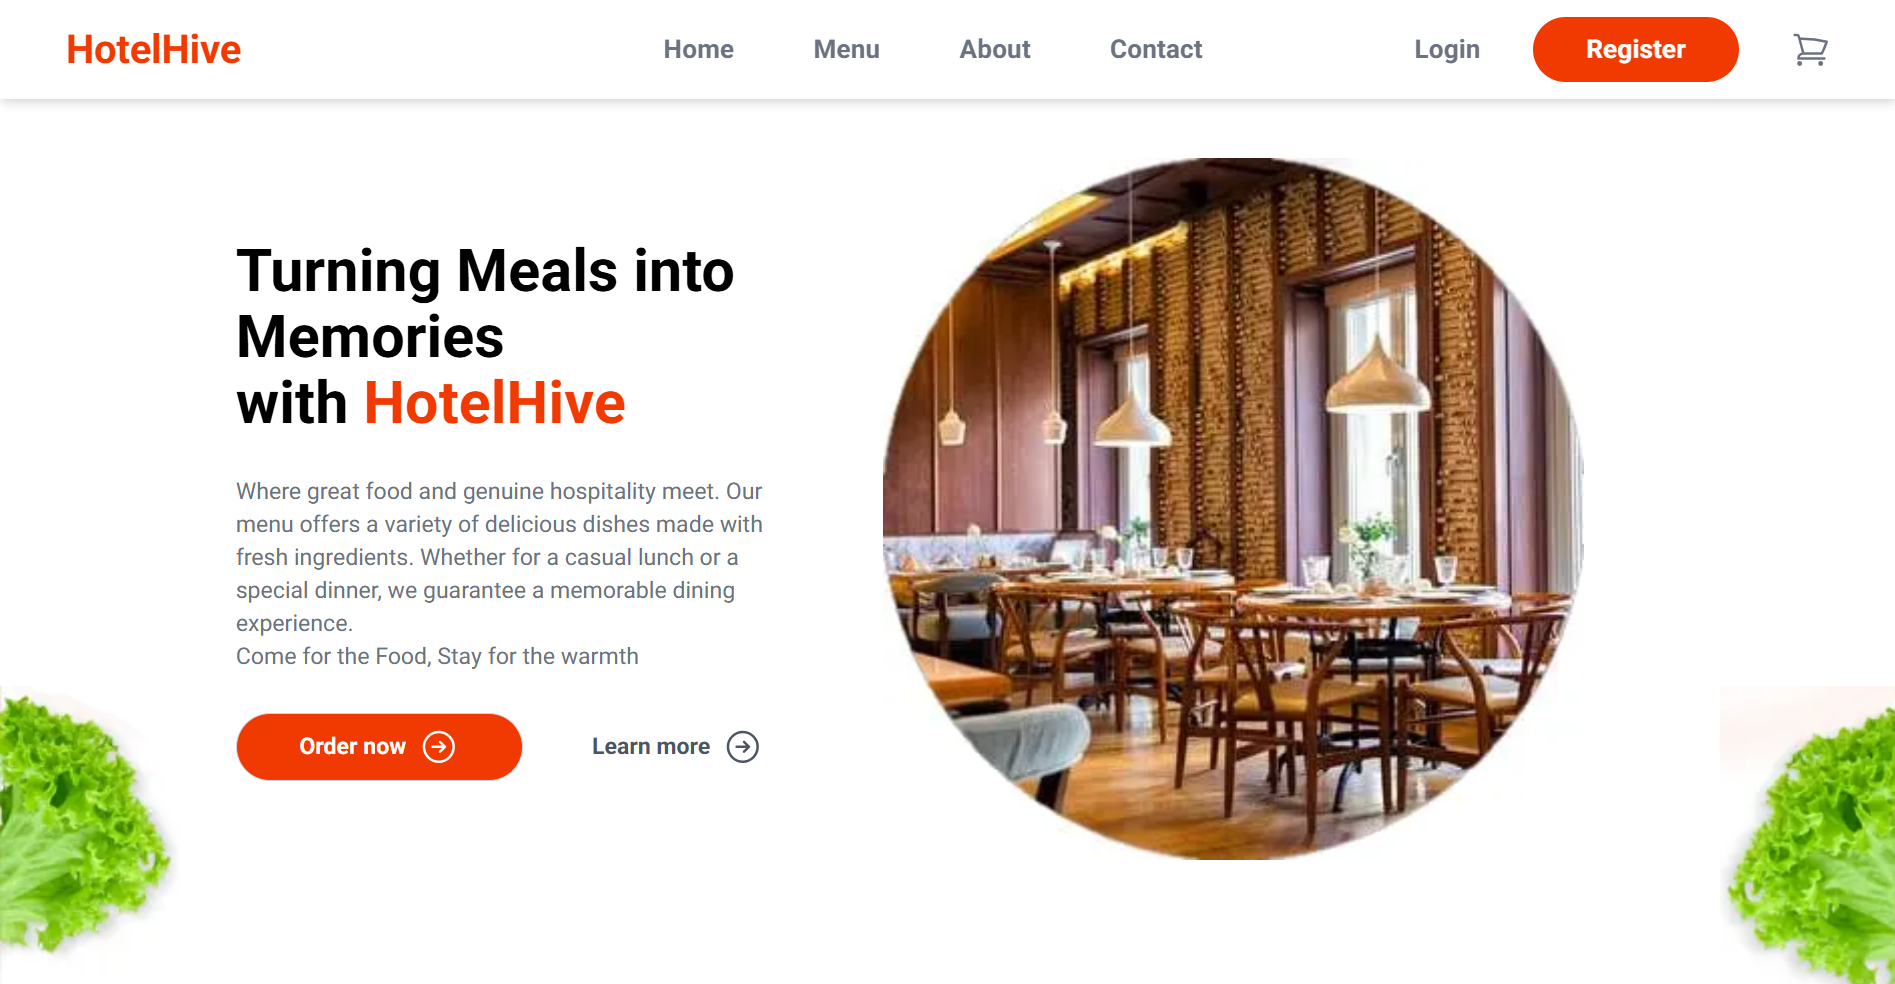 HotelHive
Home
Menu
About
Contact
Login
Register
Turning Meals into
Memories
with HotelHive
Where great food and genuine hospitality meet. Our
menu offers a variety of delicious dishes made with
fresh ingredients. Whether for a casual lunch or a
special dinner, we guarantee a memorable dining
experience.
Come for the Food, Stay for the warmth
Order now
Learn more